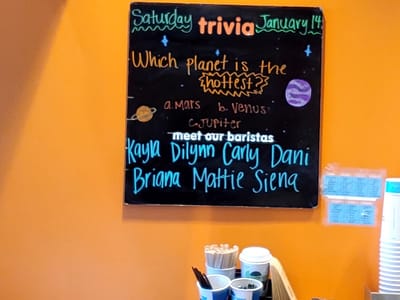 Saturday trivia January 14
Which planet is the
hottest?
a. Mars b. Venus
c. Jupiter
meet our baristas
Kayla Dilynn Carly Dani
Briana Mattie Siena